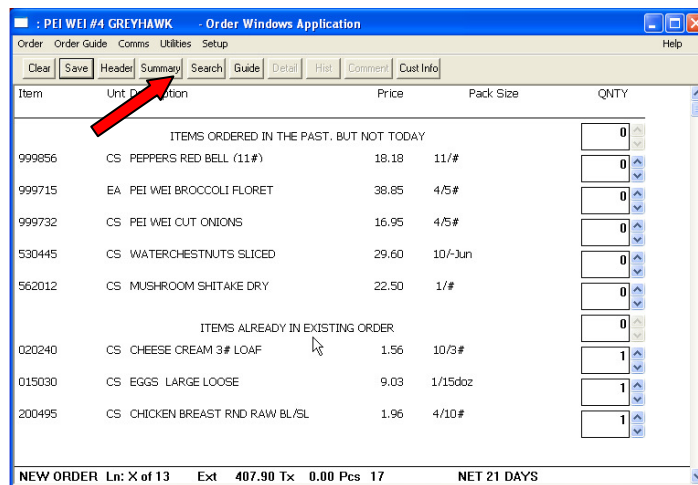 : PEI WEI #4 GREYHAWK - Order Windows Application
Order Order Guide Comms Utilities Setup Help
Clear Save Header Summary Search Guide Detail Hist Comment Cust Info
Item Unt Price Pack Size QNTY
ITEMS ORDERED IN THE PAST. BUT NOT TODAY 0
999856 CS PEPPERS RED BELL (11#) 18.18 11/# 0
999715 EA PEI WEI BROCCOLI FLORET 38.85 4/5# 0
999732 CS PEI WEI CUT ONIONS 16.95 4/5# 0
530445 CS WATERCHESTNUTS SLICED 29.60 10/-Jun 0
562012 CS MUSHROOM SHITAKE DRY 22.50 1/# 0
ITEMS ALREADY IN EXISTING ORDER 0
020240 CS CHEESE CREAM 3# LOAF 1.56 10/3# 1
015030 CS EGGS LARGE LOOSE 9.03 1/15doz 1
200495 CS CHICKEN BREAST RND RAW BL/SL 1.96 4/10# 1
NEW ORDER Ln: X of 13 Ext 407.90 Tx 0.00 Pcs 17 NET 21 DAYS